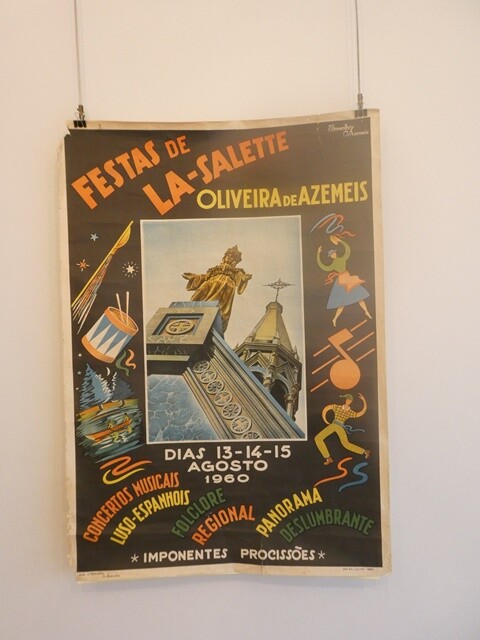 FESTAS DE
LA-SALETTE
OLIVEIRA DE AZEMEIS
DIAS 13-14-15
AGOSTO
1960
CONCERTOS MUSICAIS
LUSO-ESPANHOIS
FOLCLORE
REGIONAL
PANORAMA
DESLUMBRANTE
* IMPONENTES PROCISSÕES *